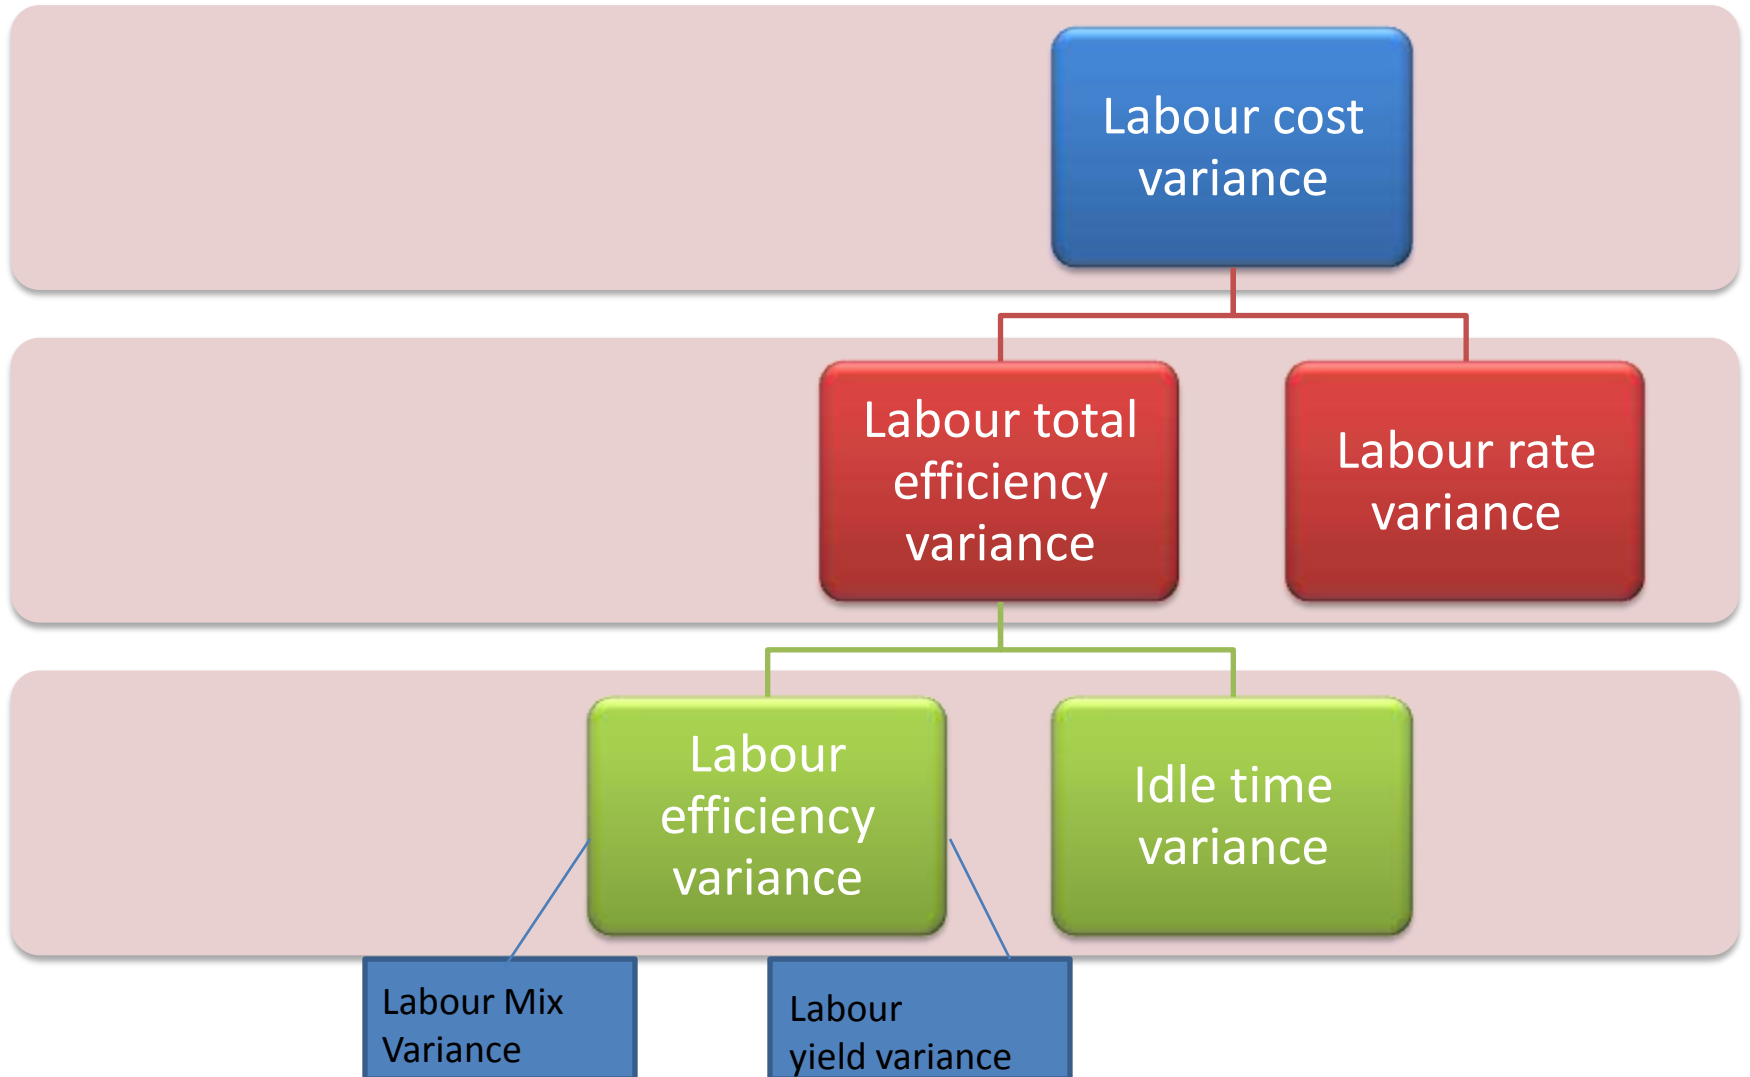 Labour cost
variance
Labour total
efficiency
variance
Labour rate
variance
Labour
efficiency
variance
Idle time
variance
Labour Mix
Variance
Labour
yield variance